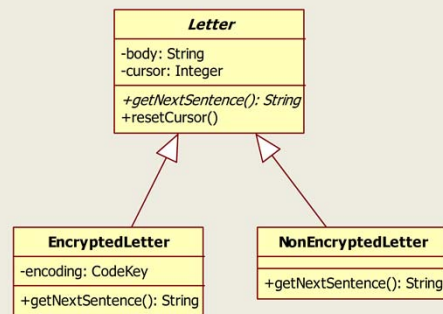 Letter
-body: String
-cursor: Integer
+getNextSentence(): String
+resetCursor()
EncryptedLetter
-encoding: CodeKey
+getNextSentence(): String
NonEncryptedLetter
+getNextSentence(): String